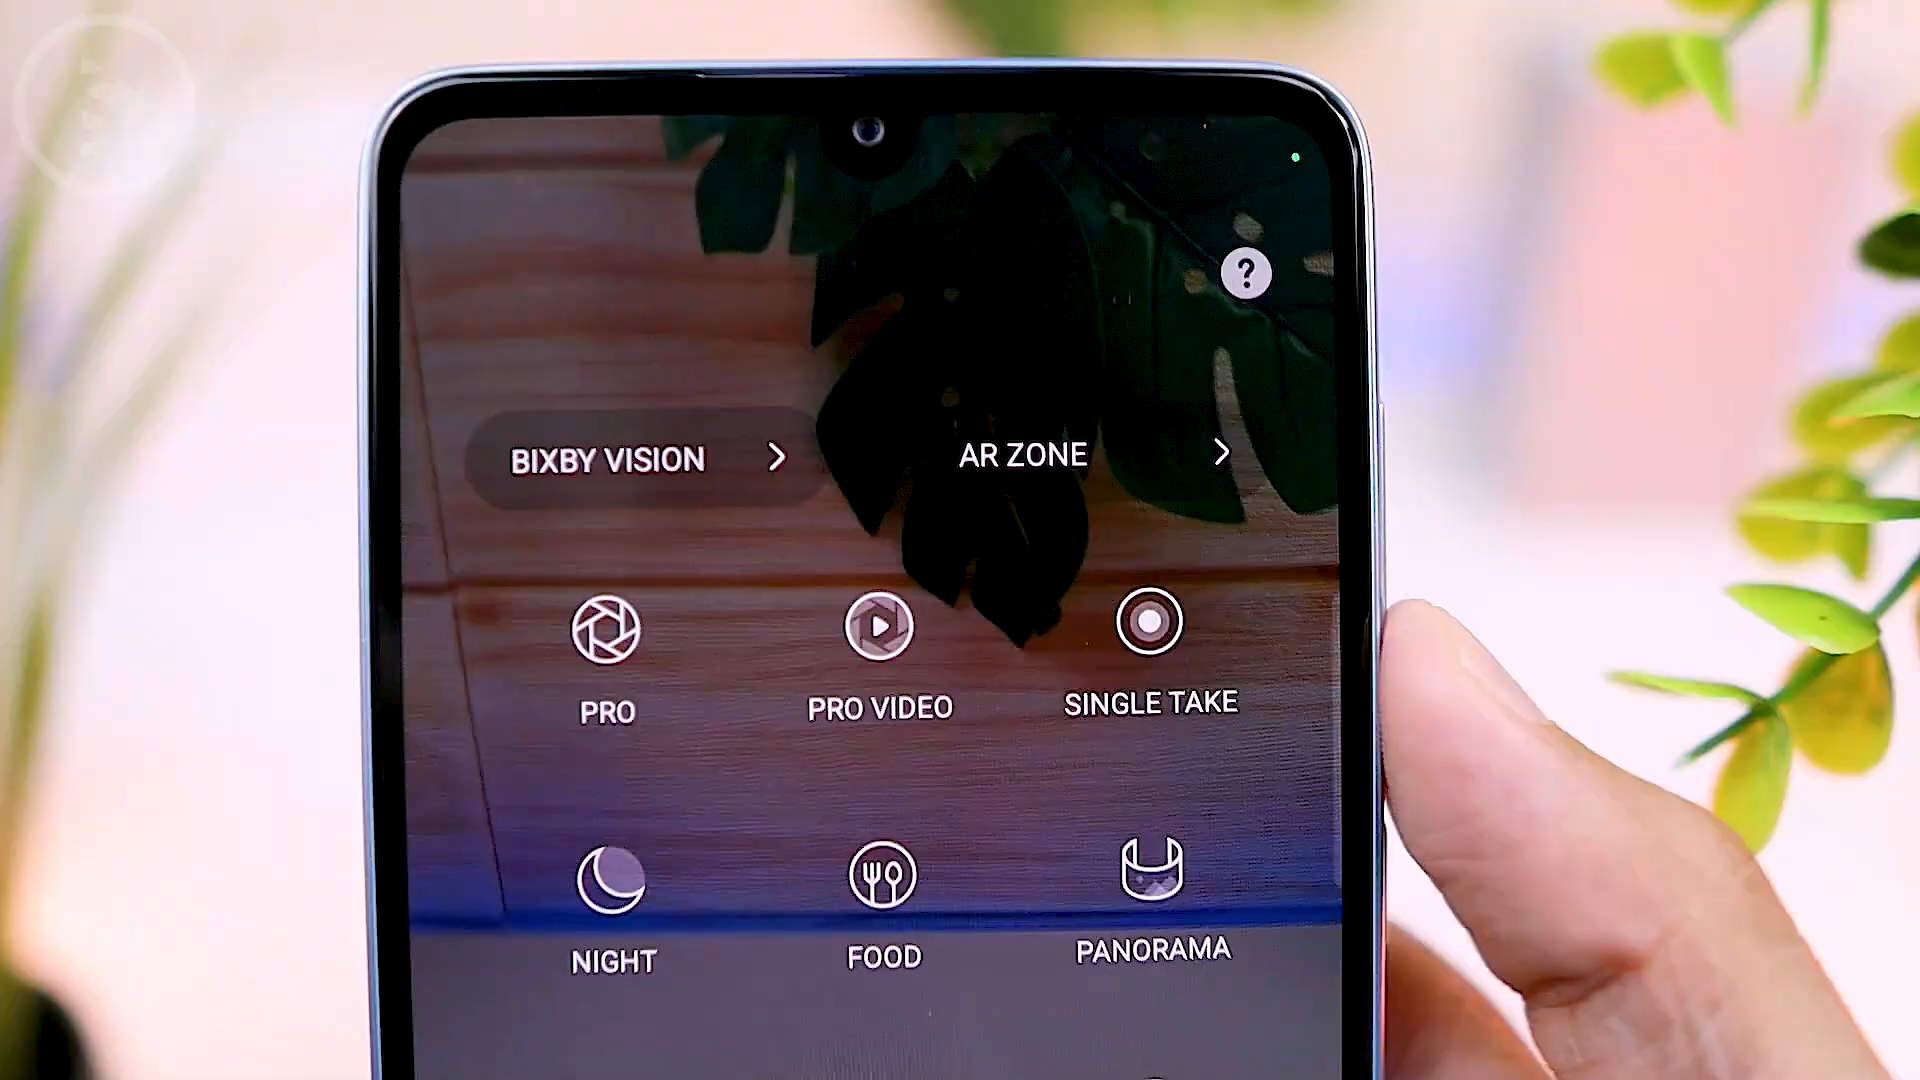 ?
BIXBY VISION >
AR ZONE >
PRO
PRO VIDEO
SINGLE TAKE
NIGHT
FOOD
PANORAMA